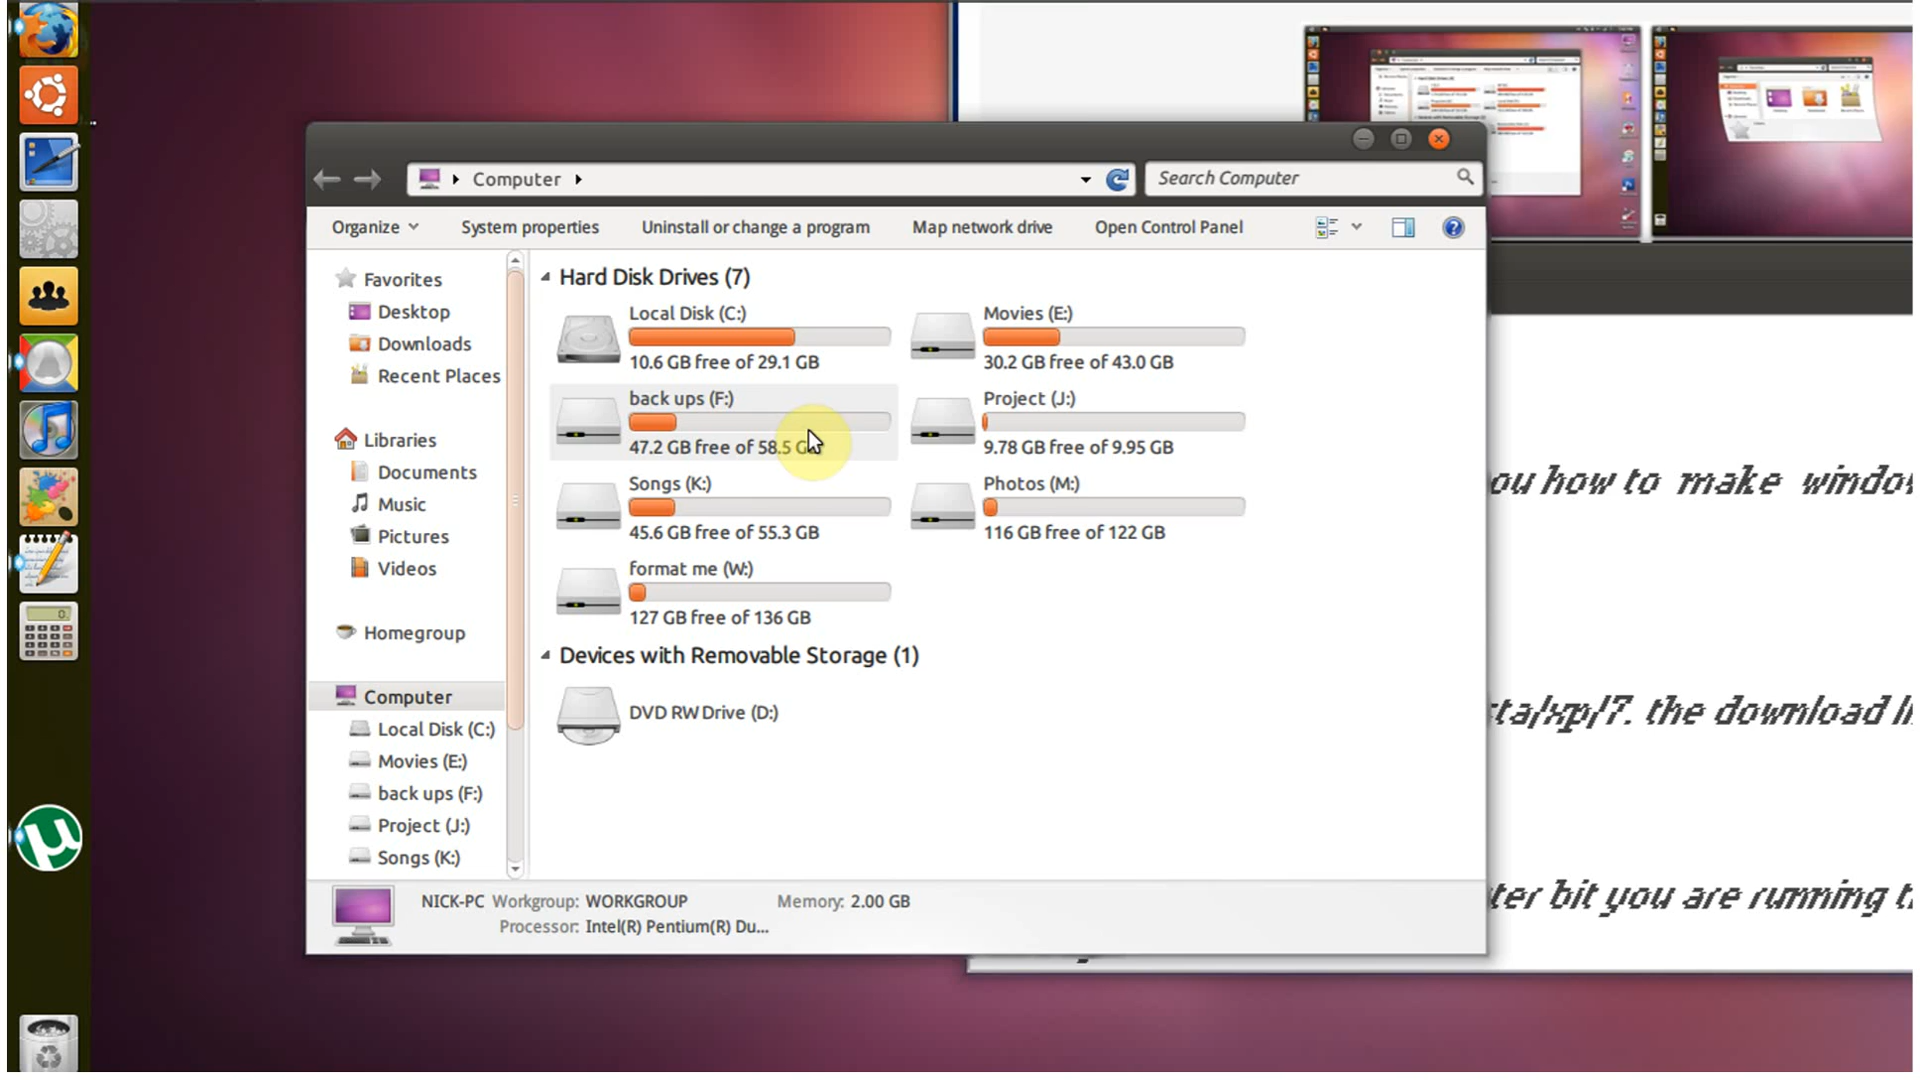 Computer
Search Computer
Organize
System properties
Uninstall or change a program
Map network drive
Open Control Panel
Favorites
Desktop
Downloads
Recent Places
Libraries
Documents
Music
Pictures
Videos
Homegroup
Computer
Local Disk (C:)
Movies (E:)
back ups (F:)
Project (J:)
Songs (K:)
Hard Disk Drives (7)
Local Disk (C:)
10.6 GB free of 29.1 GB
Movies (E:)
30.2 GB free of 43.0 GB
back ups (F:)
47.2 GB free of 58.5 GB
Project (J:)
9.78 GB free of 9.95 GB
Songs (K:)
45.6 GB free of 55.3 GB
Photos (M:)
116 GB free of 122 GB
format me (W:)
127 GB free of 136 GB
Devices with Removable Storage (1)
DVD RW Drive (D:)
NICK-PC Workgroup: WORKGROUP Memory: 2.00 GB
Processor: Intel(R) Pentium(R) Du...
ou how to make window
sta/xp/7. the download
ter bit you are running